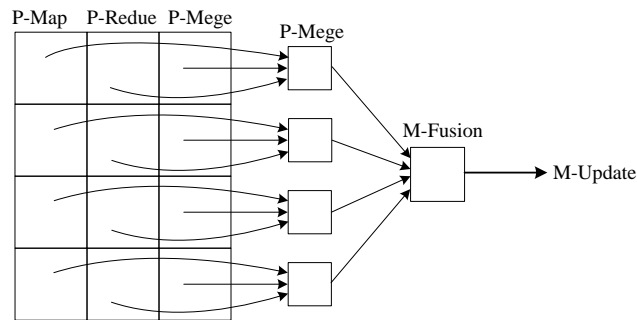 P-Map P-Redue P-Mege
P-Mege
M-Fusion
M-Update